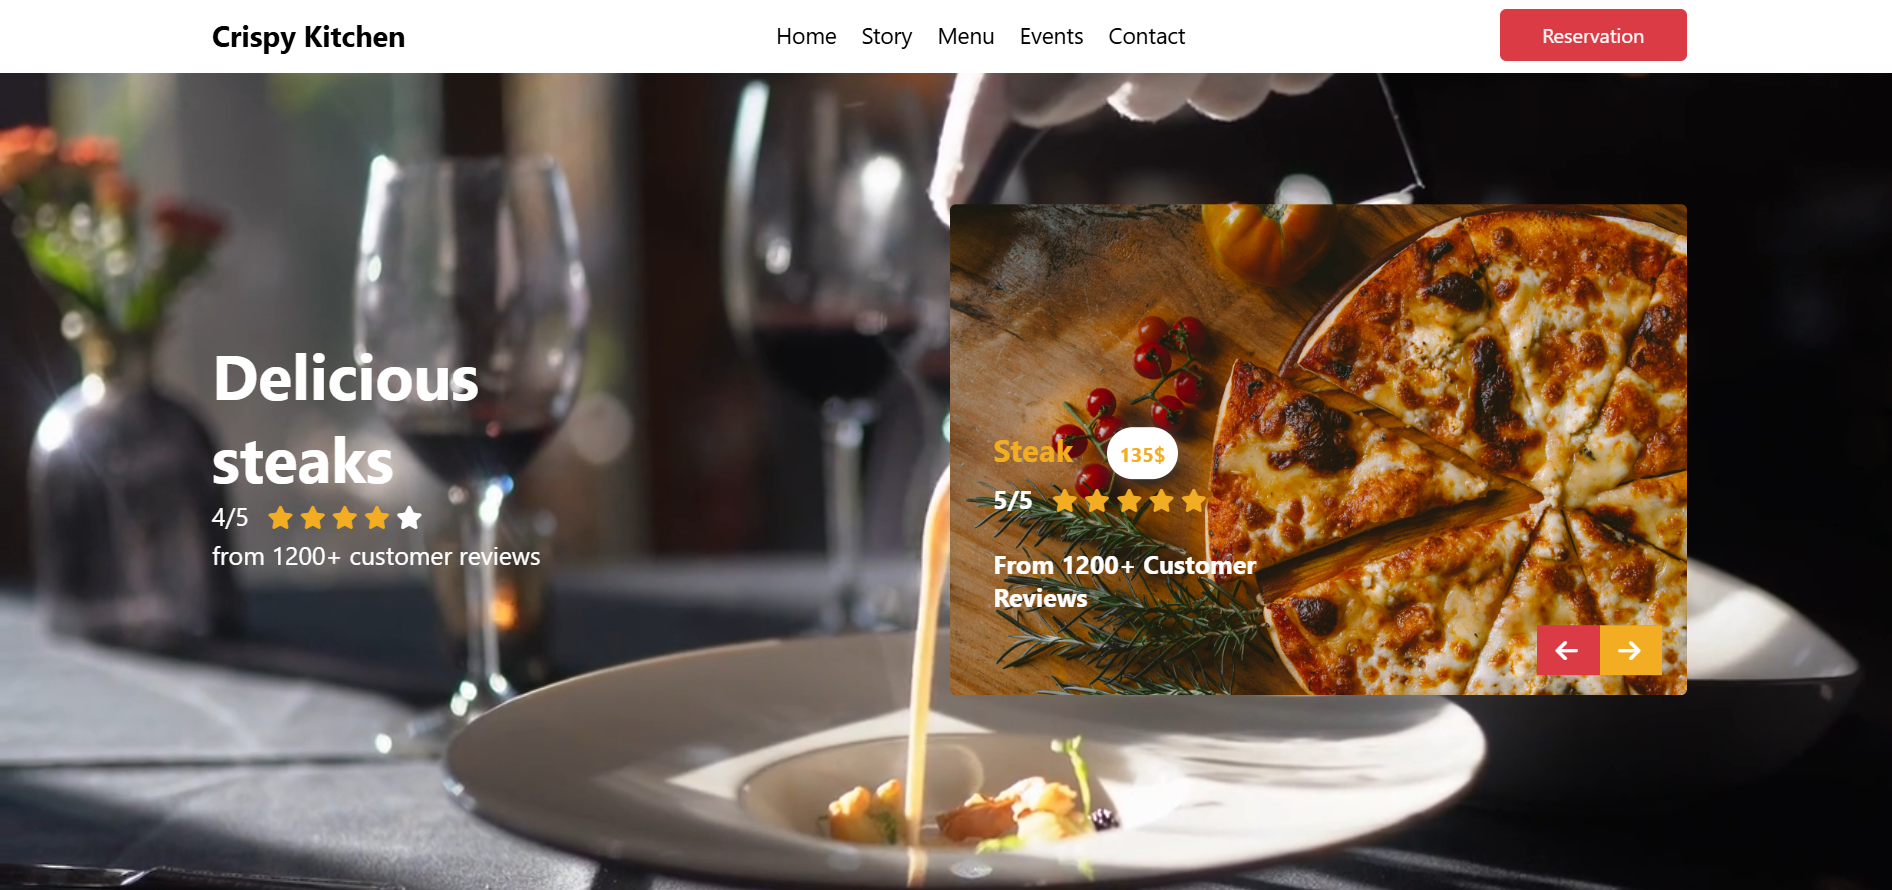 Crispy Kitchen
Home Story Menu Events Contact
Reservation
Delicious
steaks
4/5
from 1200+ customer reviews
Steak 135$
5/5
From 1200+ Customer
Reviews